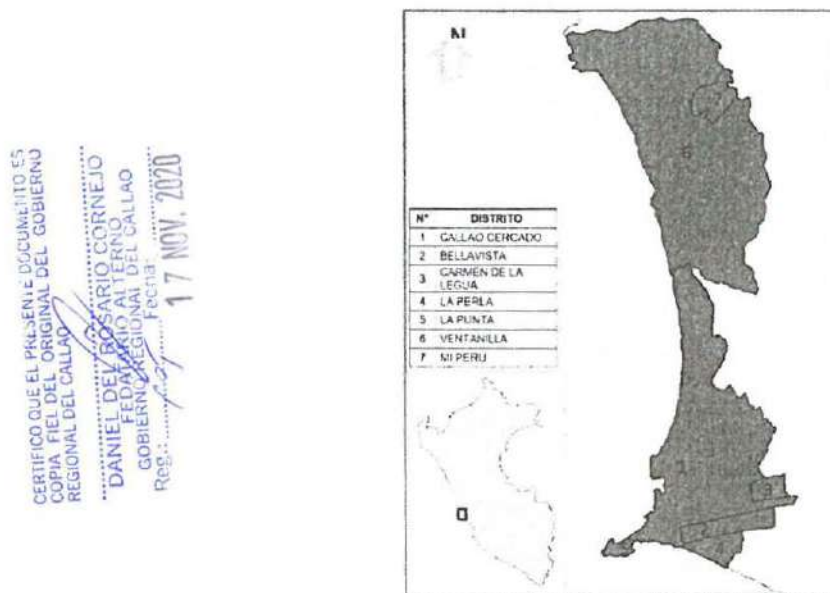 CERTIFICO QUE EL PRESENTE DOCUMENTO ES
COPIA FIEL DEL ORIGINAL DEL GOBIERNO
REGIONAL DEL CALLAO
DANIEL DEL ROSARIO CORNEJO
FEDATARIO ALTERNO
GOBIERNO REGIONAL DEL CALLAO
Reg.: Fecha:
17 NOV. 2020
N
N° DISTRITO
1 CALLAO CERCADO
2 BELLAVISTA
3 CARMEN DE LA
LEGUA
4 LA PERLA
5 LA PUNTA
6 VENTANILLA
7 MI PERU
6
1
3
2
4